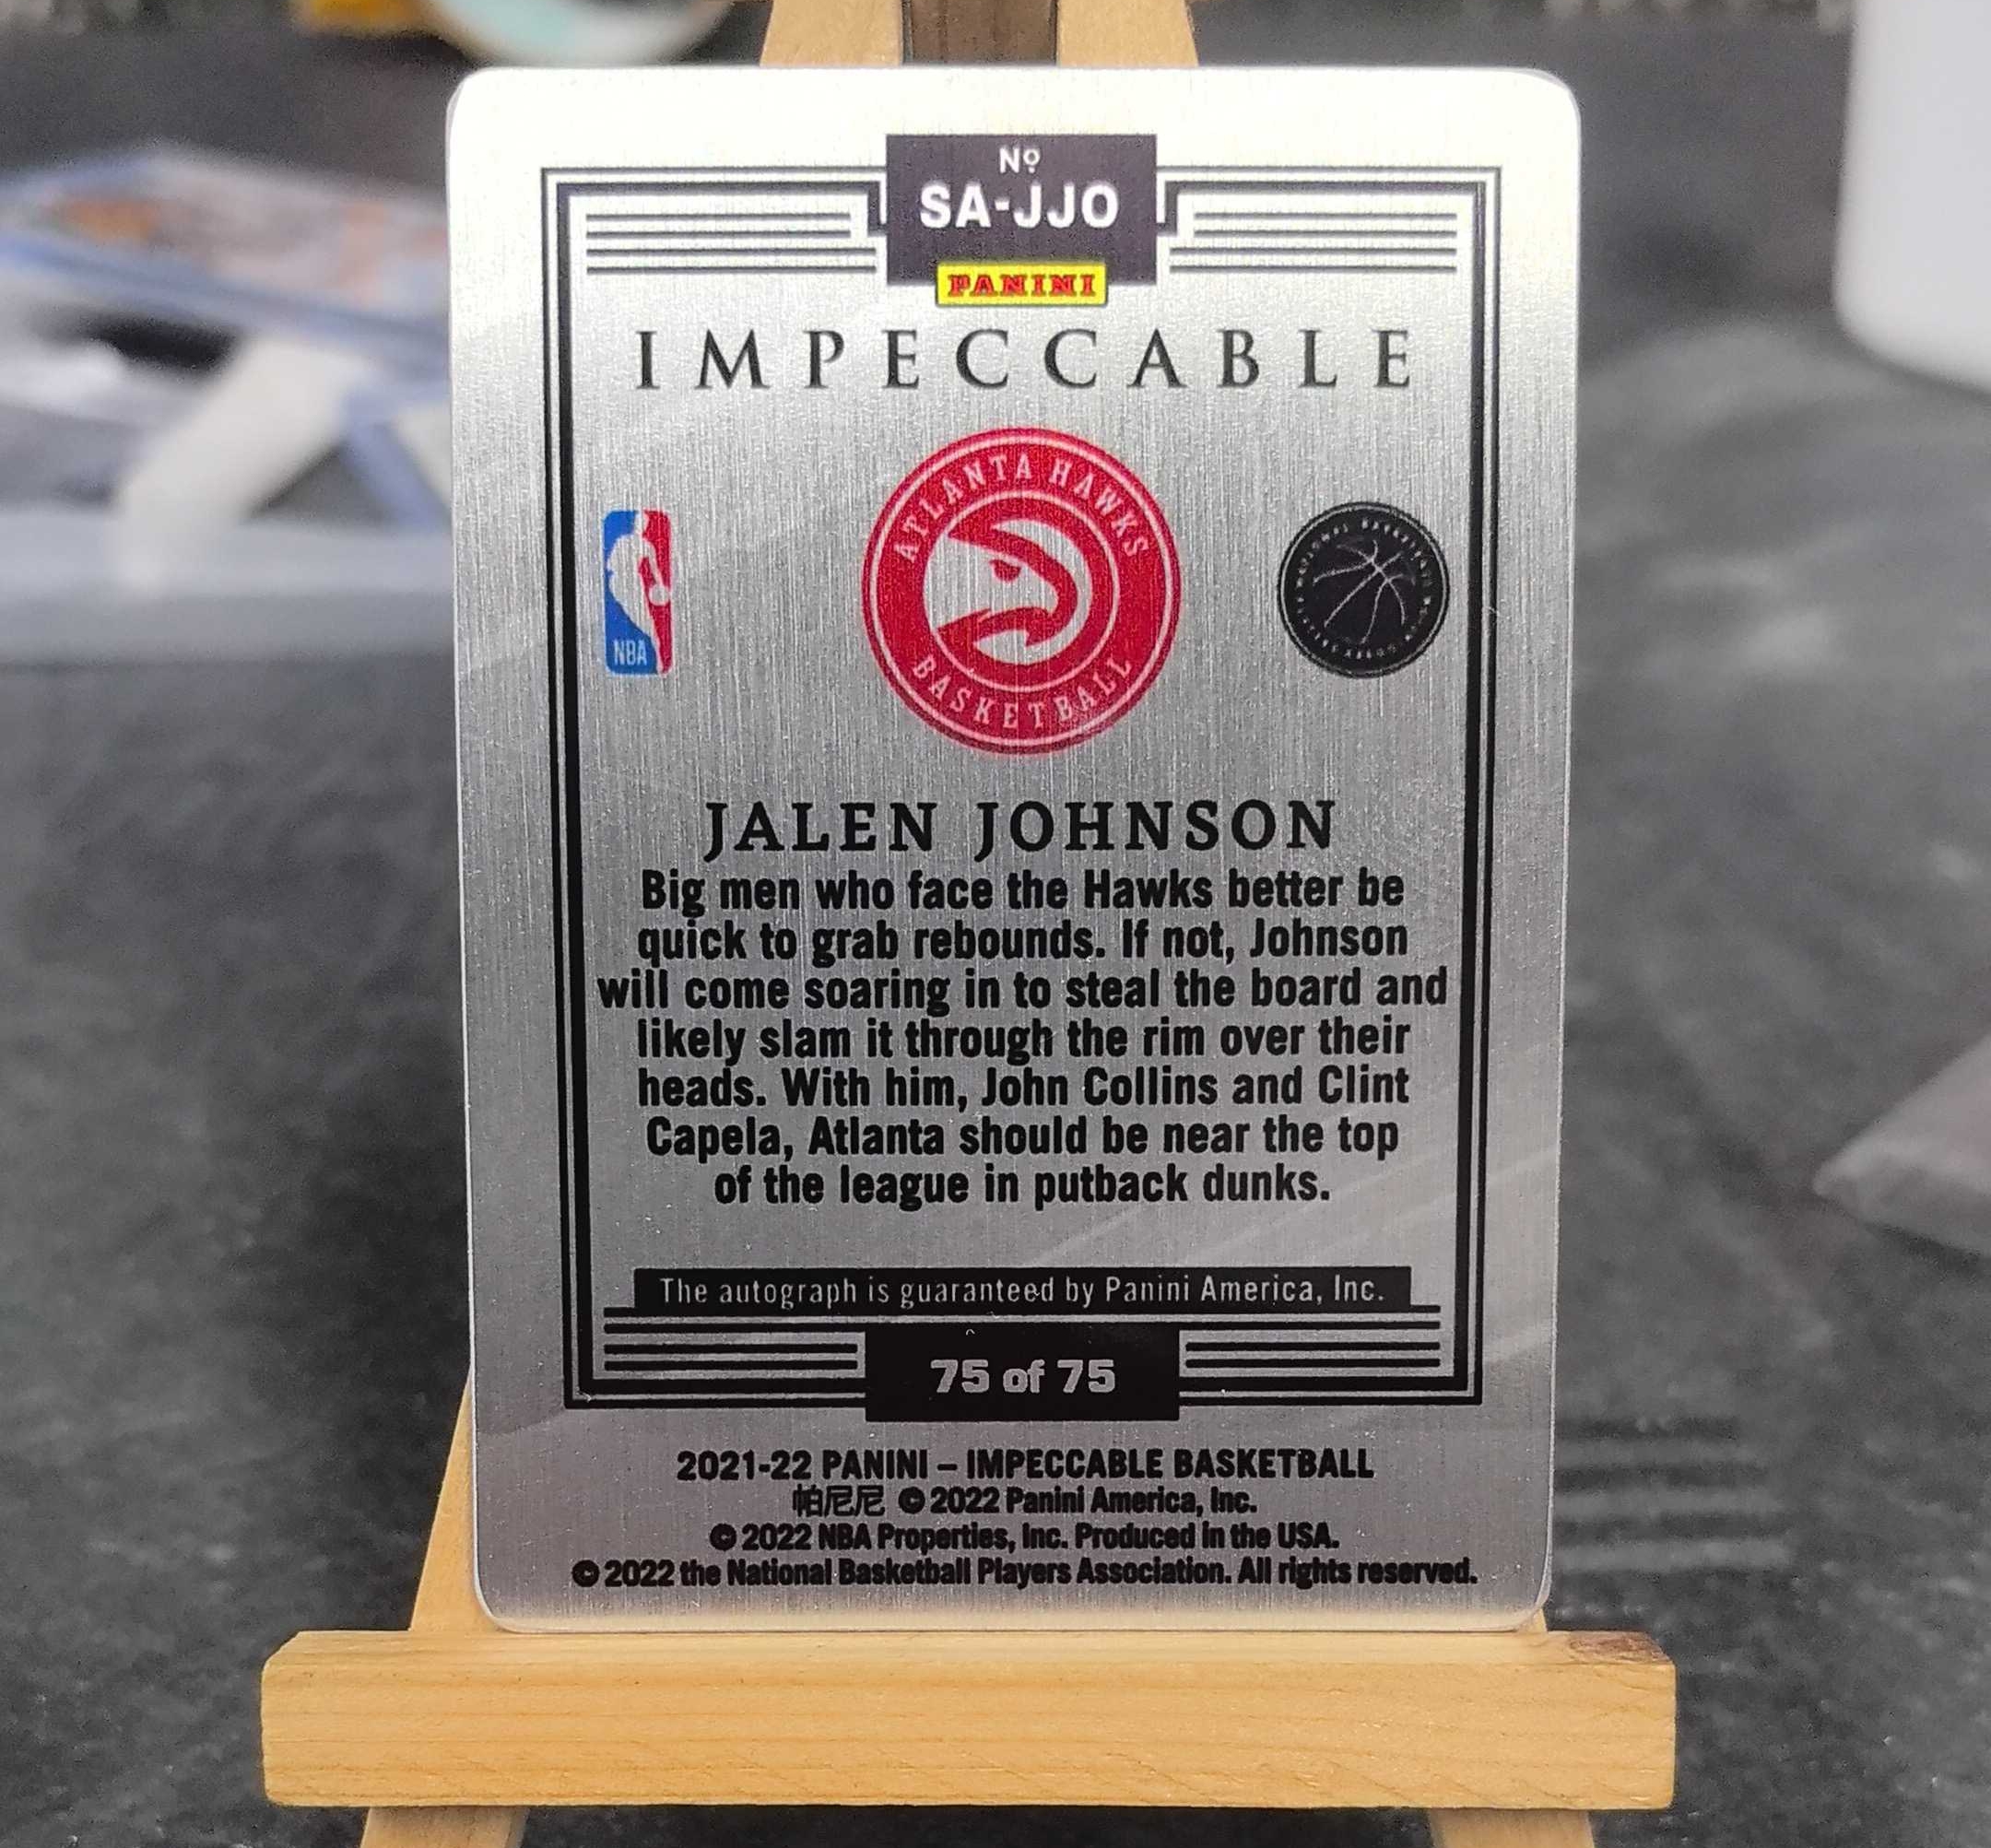 Nº
SA-JJO
PANINI
IMPECCABLE
ATLANTA HAWKS
BASKETBALL
NBA
JALEN JOHNSON
Big men who face the Hawks better be
quick to grab rebounds. If not, Johnson
will come soaring in to steal the board and
likely slam it through the rim over their
heads. With him, John Collins and Clint
Capela, Atlanta should be near the top
of the league in putback dunks.
The autograph is guaranteed by Panini America, Inc.
75 of 75
2021-22 PANINI – IMPECCABLE BASKETBALL
帕尼尼 © 2022 Panini America, Inc.
© 2022 NBA Properties, Inc. Produced in the USA.
© 2022 the National Basketball Players Association. All rights reserved.